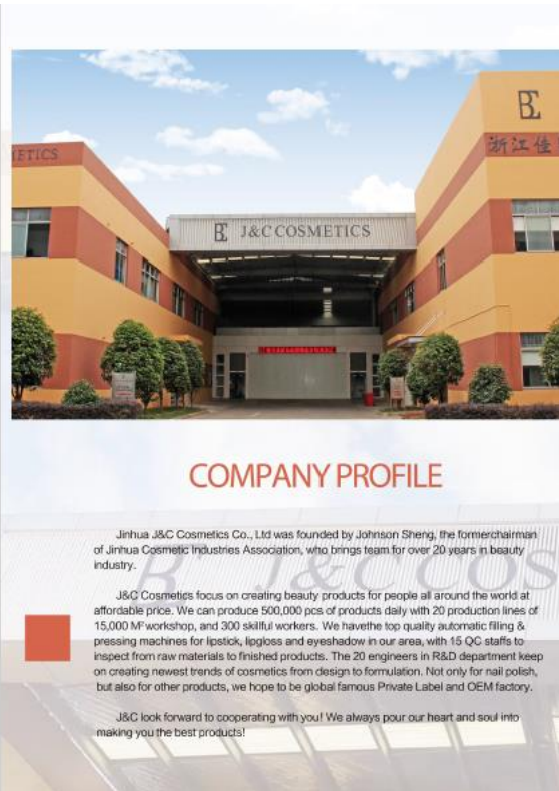 METICS
浙江佳
J&C COSMETICS
COMPANY PROFILE
Jinhua J&C Cosmetics Co., Ltd was founded by Johnson Sheng, the formerchairman
of Jinhua Cosmetic Industries Association, who brings team for over 20 years in beauty
industry.
J&C Cosmetics focus on creating beauty products for people all around the world at
affordable price. We can produce 500,000 pcs of products daily with 20 production lines of
15,000 M² workshop, and 300 skillful workers. We havethe top quality automatic filling &
pressing machines for lipstick, lipgloss and eyeshadow in our area, with 15 QC staffs to
inspect from raw materials to finished products. The 20 engineers in R&D department keep
on creating newest trends of cosmetics from design to formulation. Not only for nail polish,
but also for other products, we hope to be global famous Private Label and OEM factory.
J&C look forward to cooperating with you! We always pour our heart and soul into
making you the best products!
J&C COS